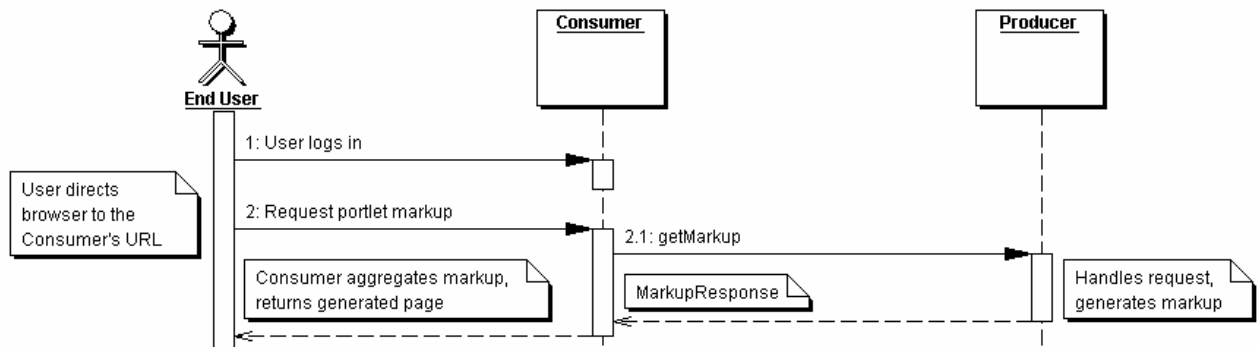 Consumer
Producer
End User
1: User logs in
User directs
browser to the
Consumer's URL
2: Request portlet markup
2.1: getMarkup
Consumer aggregates markup,
returns generated page
MarkupResponse
Handles request,
generates markup